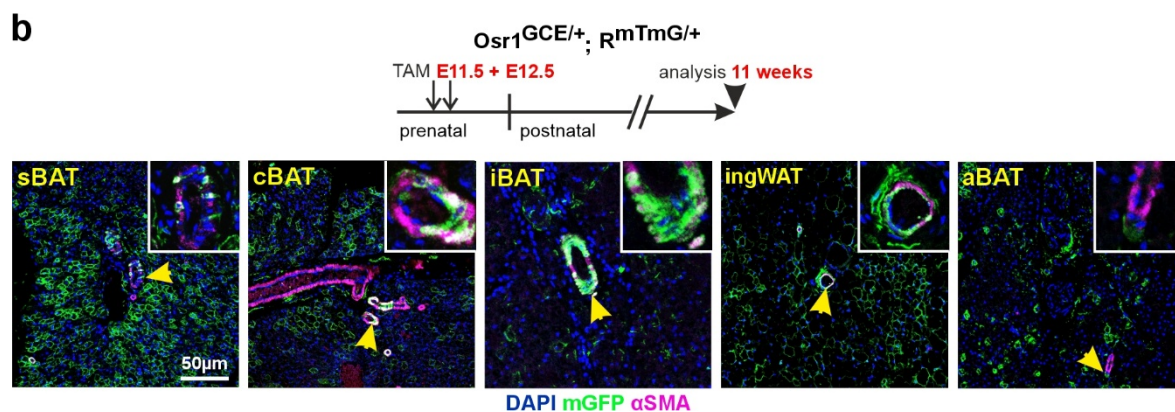 b
Osr1GCE/+; RmTmG/+
TAM E11.5 + E12.5
analysis 11 weeks
prenatal
postnatal
sBAT
cBAT
iBAT
ingWAT
aBAT
50µm
DAPI mGFP αSMA